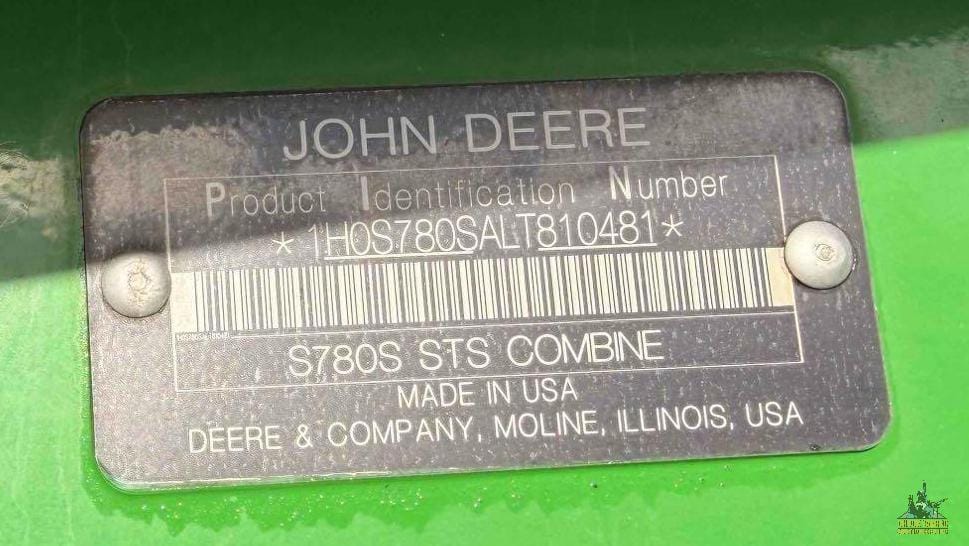 JOHN DEERE
Product Identification Number
*1H0S780SALT810481*
S780S STS COMBINE
MADE IN USA
DEERE & COMPANY, MOLINE, ILLINOIS, USA